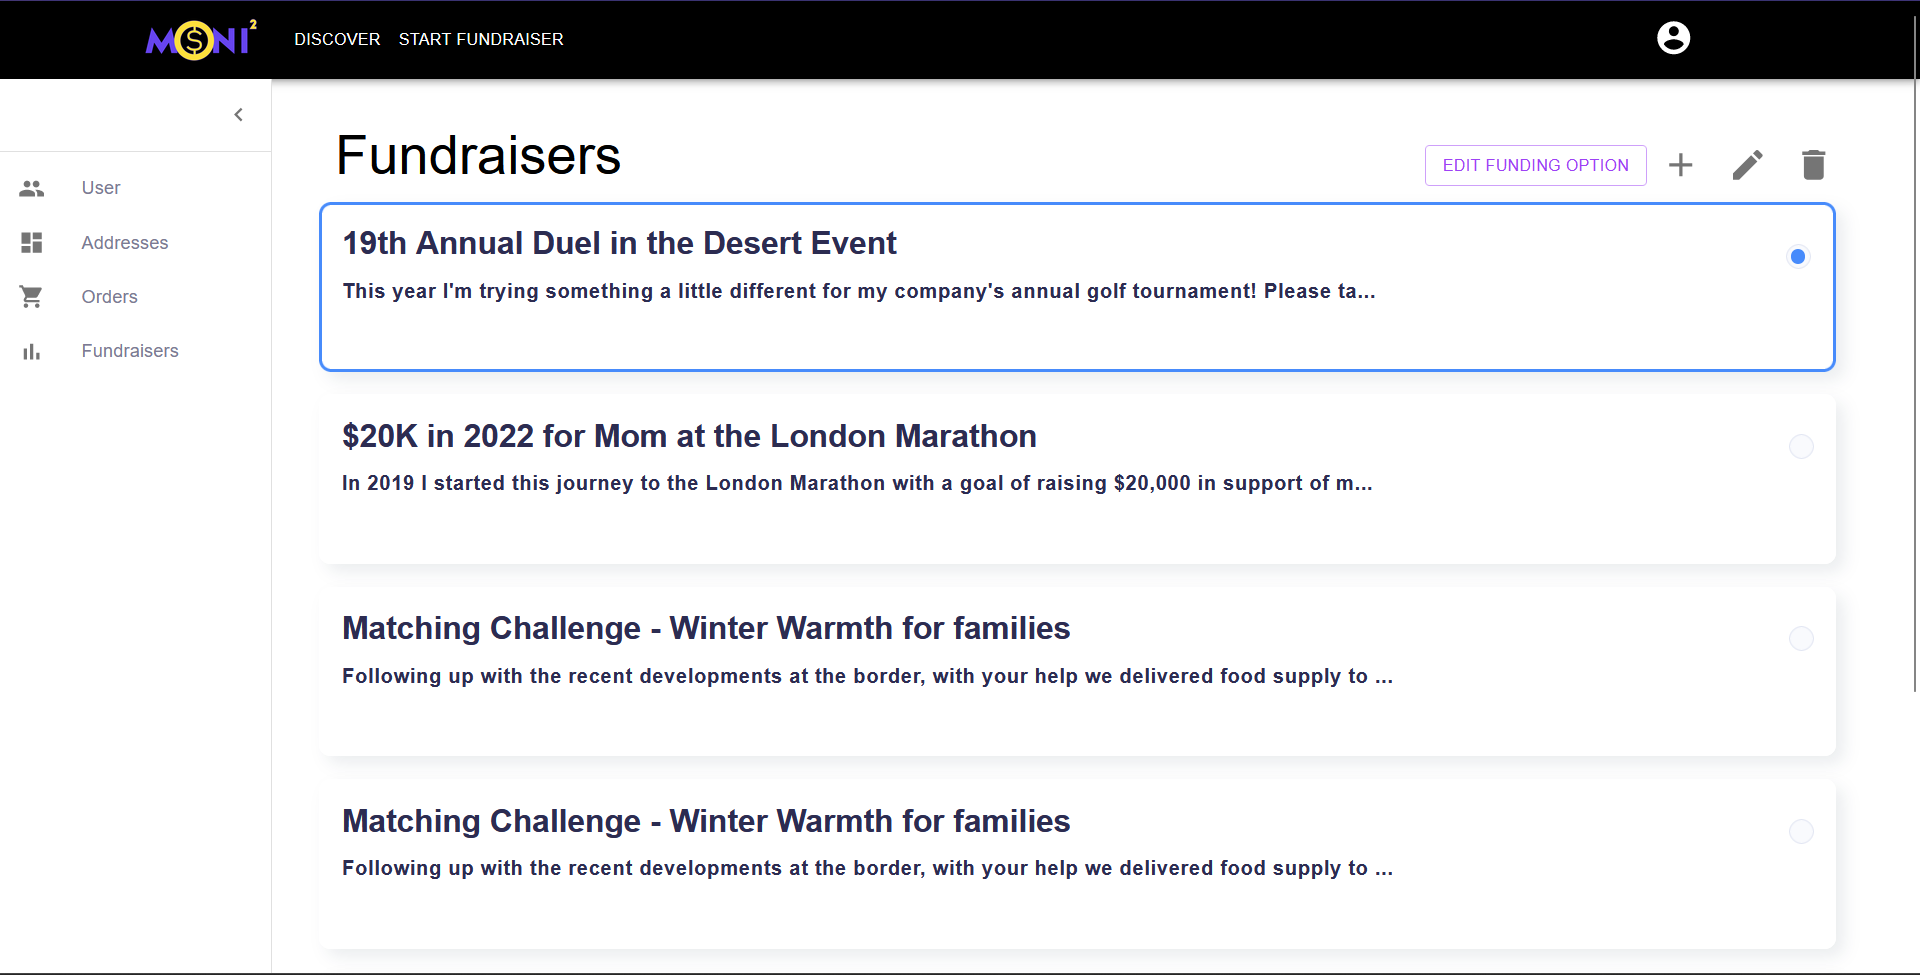 M$NI²
DISCOVER
START FUNDRAISER
User
Addresses
Orders
Fundraisers
Fundraisers
EDIT FUNDING OPTION
19th Annual Duel in the Desert Event
This year I'm trying something a little different for my company's annual golf tournament! Please ta...
$20K in 2022 for Mom at the London Marathon
In 2019 I started this journey to the London Marathon with a goal of raising $20,000 in support of m...
Matching Challenge - Winter Warmth for families
Following up with the recent developments at the border, with your help we delivered food supply to ...
Matching Challenge - Winter Warmth for families
Following up with the recent developments at the border, with your help we delivered food supply to ...